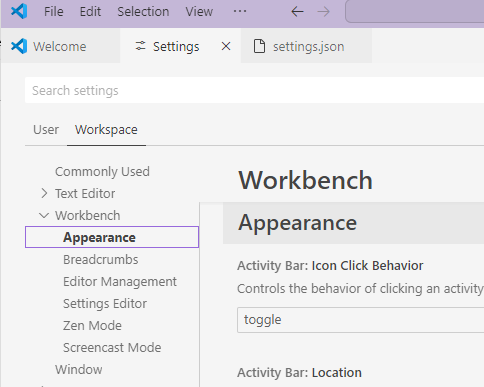 File Edit Selection View ...
Welcome Settings settings.json
Search settings
User Workspace
Commonly Used
Text Editor
Workbench
Appearance
Breadcrumbs
Editor Management
Settings Editor
Zen Mode
Screencast Mode
Window
Workbench
Appearance
Activity Bar: Icon Click Behavior
Controls the behavior of clicking an activity
toggle
Activity Bar: Location